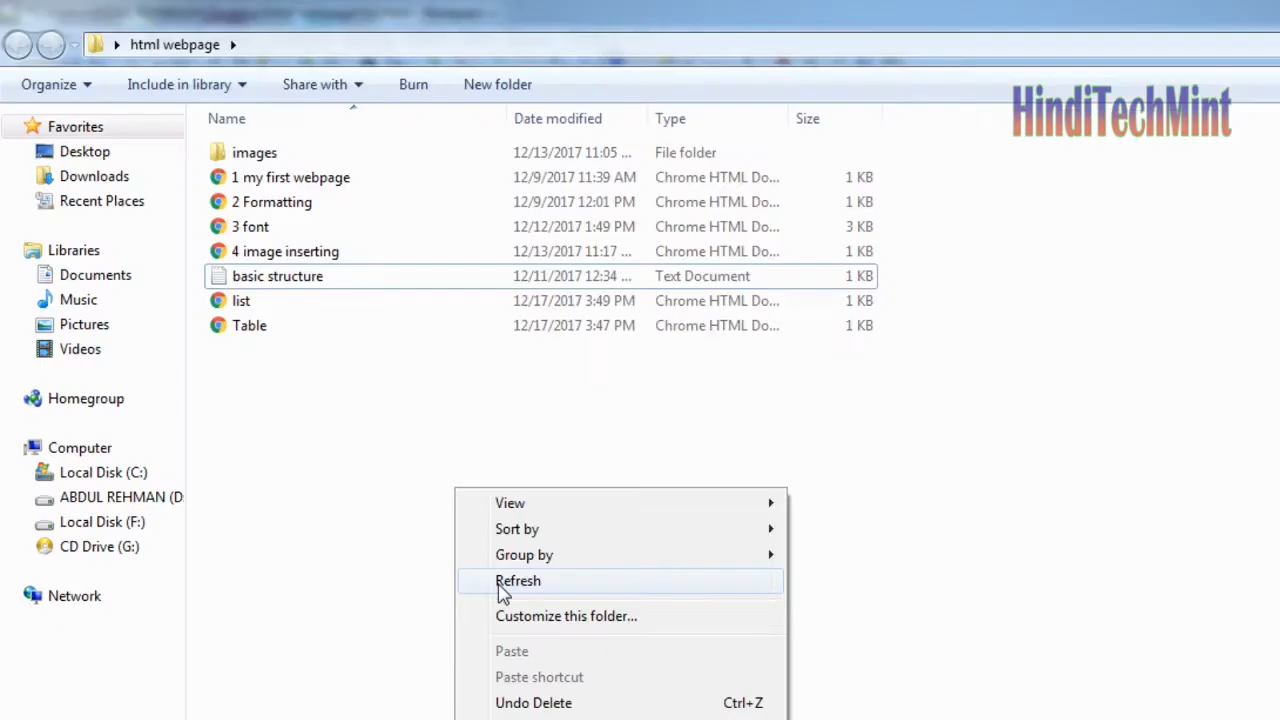 html webpage
Organize Include in library Share with Burn New folder
HindiTechMint
Name Date modified Type Size
Favorites
Desktop
Downloads
Recent Places
Libraries
Documents
Music
Pictures
Videos
Homegroup
Computer
Local Disk (C:)
ABDUL REHMAN (D:
Local Disk (F:)
CD Drive (G:)
Network
images 12/13/2017 11:05 ... File folder
1 my first webpage 12/9/2017 11:39 AM Chrome HTML Do... 1 KB
2 Formatting 12/9/2017 12:01 PM Chrome HTML Do... 1 KB
3 font 12/12/2017 1:49 PM Chrome HTML Do... 3 KB
4 image inserting 12/13/2017 11:17 ... Chrome HTML Do... 1 KB
basic structure 12/11/2017 12:34 ... Text Document 1 KB
list 12/17/2017 3:49 PM Chrome HTML Do... 1 KB
Table 12/17/2017 3:47 PM Chrome HTML Do... 1 KB
View
Sort by
Group by
Refresh
Customize this folder...
Paste
Paste shortcut
Undo Delete Ctrl+Z